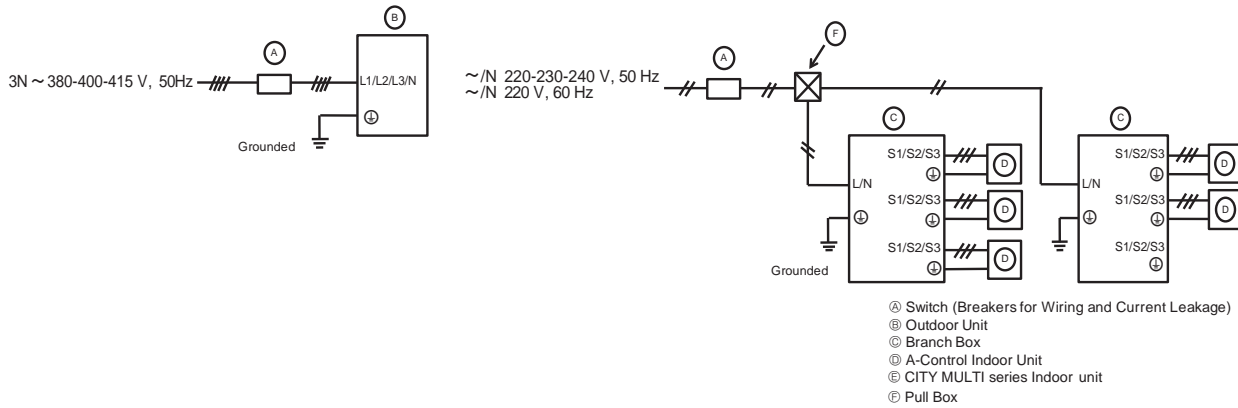 Ⓑ
Ⓐ
3N ~ 380-400-415 V, 50Hz
L1/L2/L3/N
Grounded
Ⓕ
Ⓐ
~/N 220-230-240 V, 50 Hz
~/N 220 V, 60 Hz
Ⓒ
S1/S2/S3
Ⓓ
L/N
S1/S2/S3
Ⓓ
S1/S2/S3
Ⓓ
Grounded
Ⓒ
S1/S2/S3
Ⓓ
L/N
S1/S2/S3
Ⓓ
S1/S2/S3
Ⓐ Switch (Breakers for Wiring and Current Leakage)
Ⓑ Outdoor Unit
Ⓒ Branch Box
Ⓓ A-Control Indoor Unit
Ⓔ CITY MULTI series Indoor unit
Ⓕ Pull Box